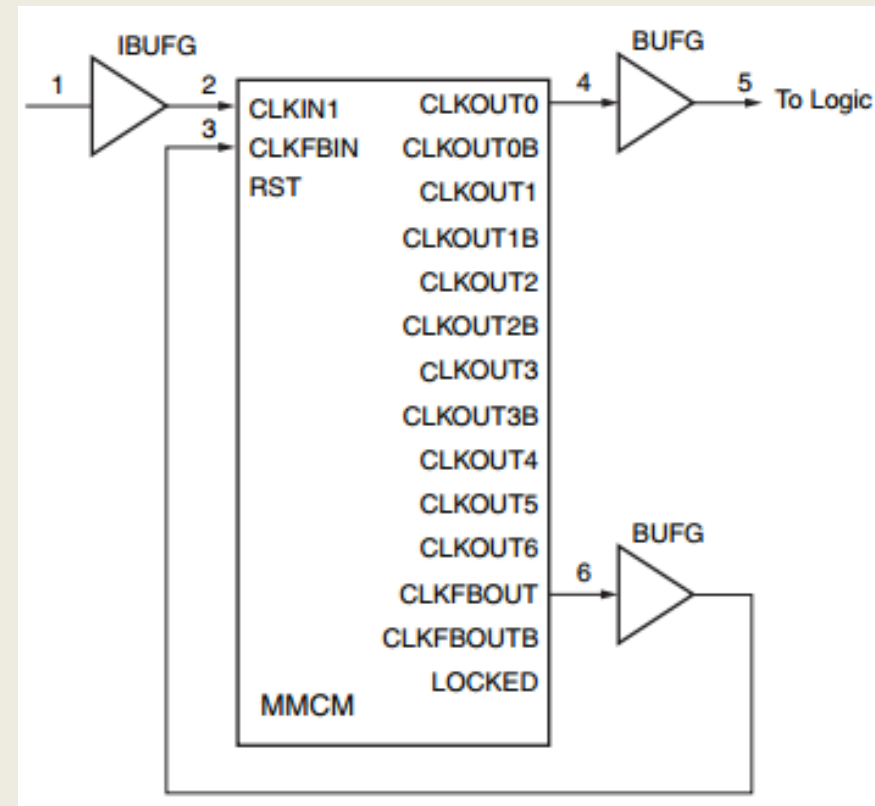 IBUFG
BUFG
1
2
4
5
To Logic
CLKIN1
CLKOUT0
3
CLKFBIN
CLKOUT0B
RST
CLKOUT1
CLKOUT1B
CLKOUT2
CLKOUT2B
CLKOUT3
CLKOUT3B
CLKOUT4
CLKOUT5
BUFG
CLKOUT6
6
CLKFBOUT
CLKFBOUTB
LOCKED
MMCM